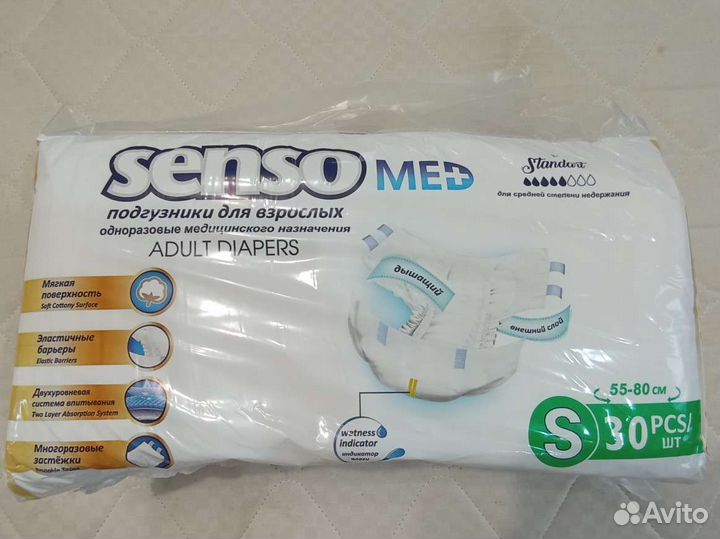 senso MED
Standart
для средней степени недержания
подгузники для взрослых
одноразовые медицинского назначения
ADULT DIAPERS
Мягкая
поверхность
Soft Cottony Surface
Эластичные
барьеры
Elastic Barriers
Двухуровневая
система впитывания
Two Layer Absorption System
Многоразовые
застёжки
дышащий
внешний слой
wetness
indicator
индикатор
55-80 см
S 30 PCS/
ШТ
Avito